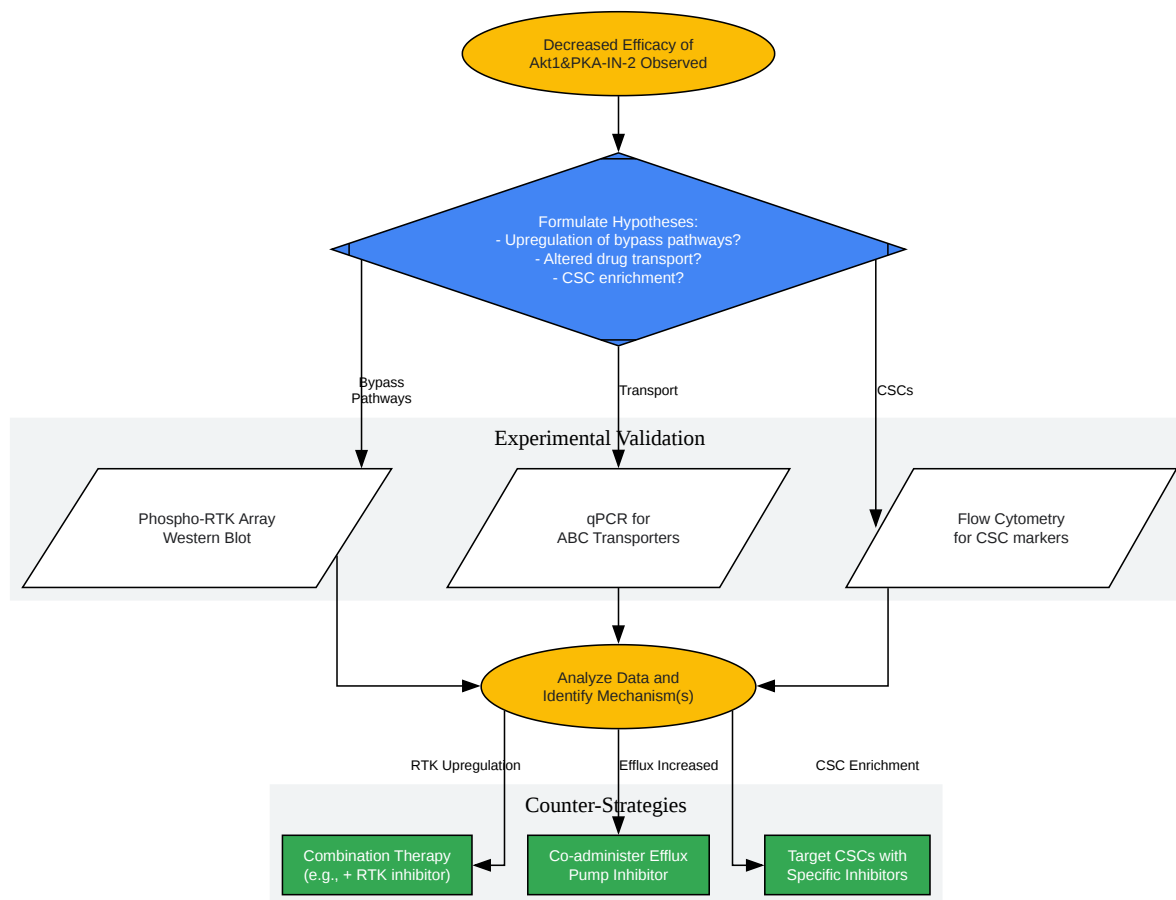 Decreased Efficacy of
Akt1&PKA-IN-2 Observed
Formulate Hypotheses:
- Upregulation of bypass pathways?
- Altered drug transport?
- CSC enrichment?
Bypass
Pathways
Transport
CSCs
Experimental Validation
Phospho-RTK Array
Western Blot
qPCR for
ABC Transporters
Flow Cytometry
for CSC markers
Analyze Data and
Identify Mechanism(s)
RTK Upregulation
Efflux Increased
CSC Enrichment
Counter-Strategies
Combination Therapy
(e.g., + RTK inhibitor)
Co-administer Efflux
Pump Inhibitor
Target CSCs with
Specific Inhibitors